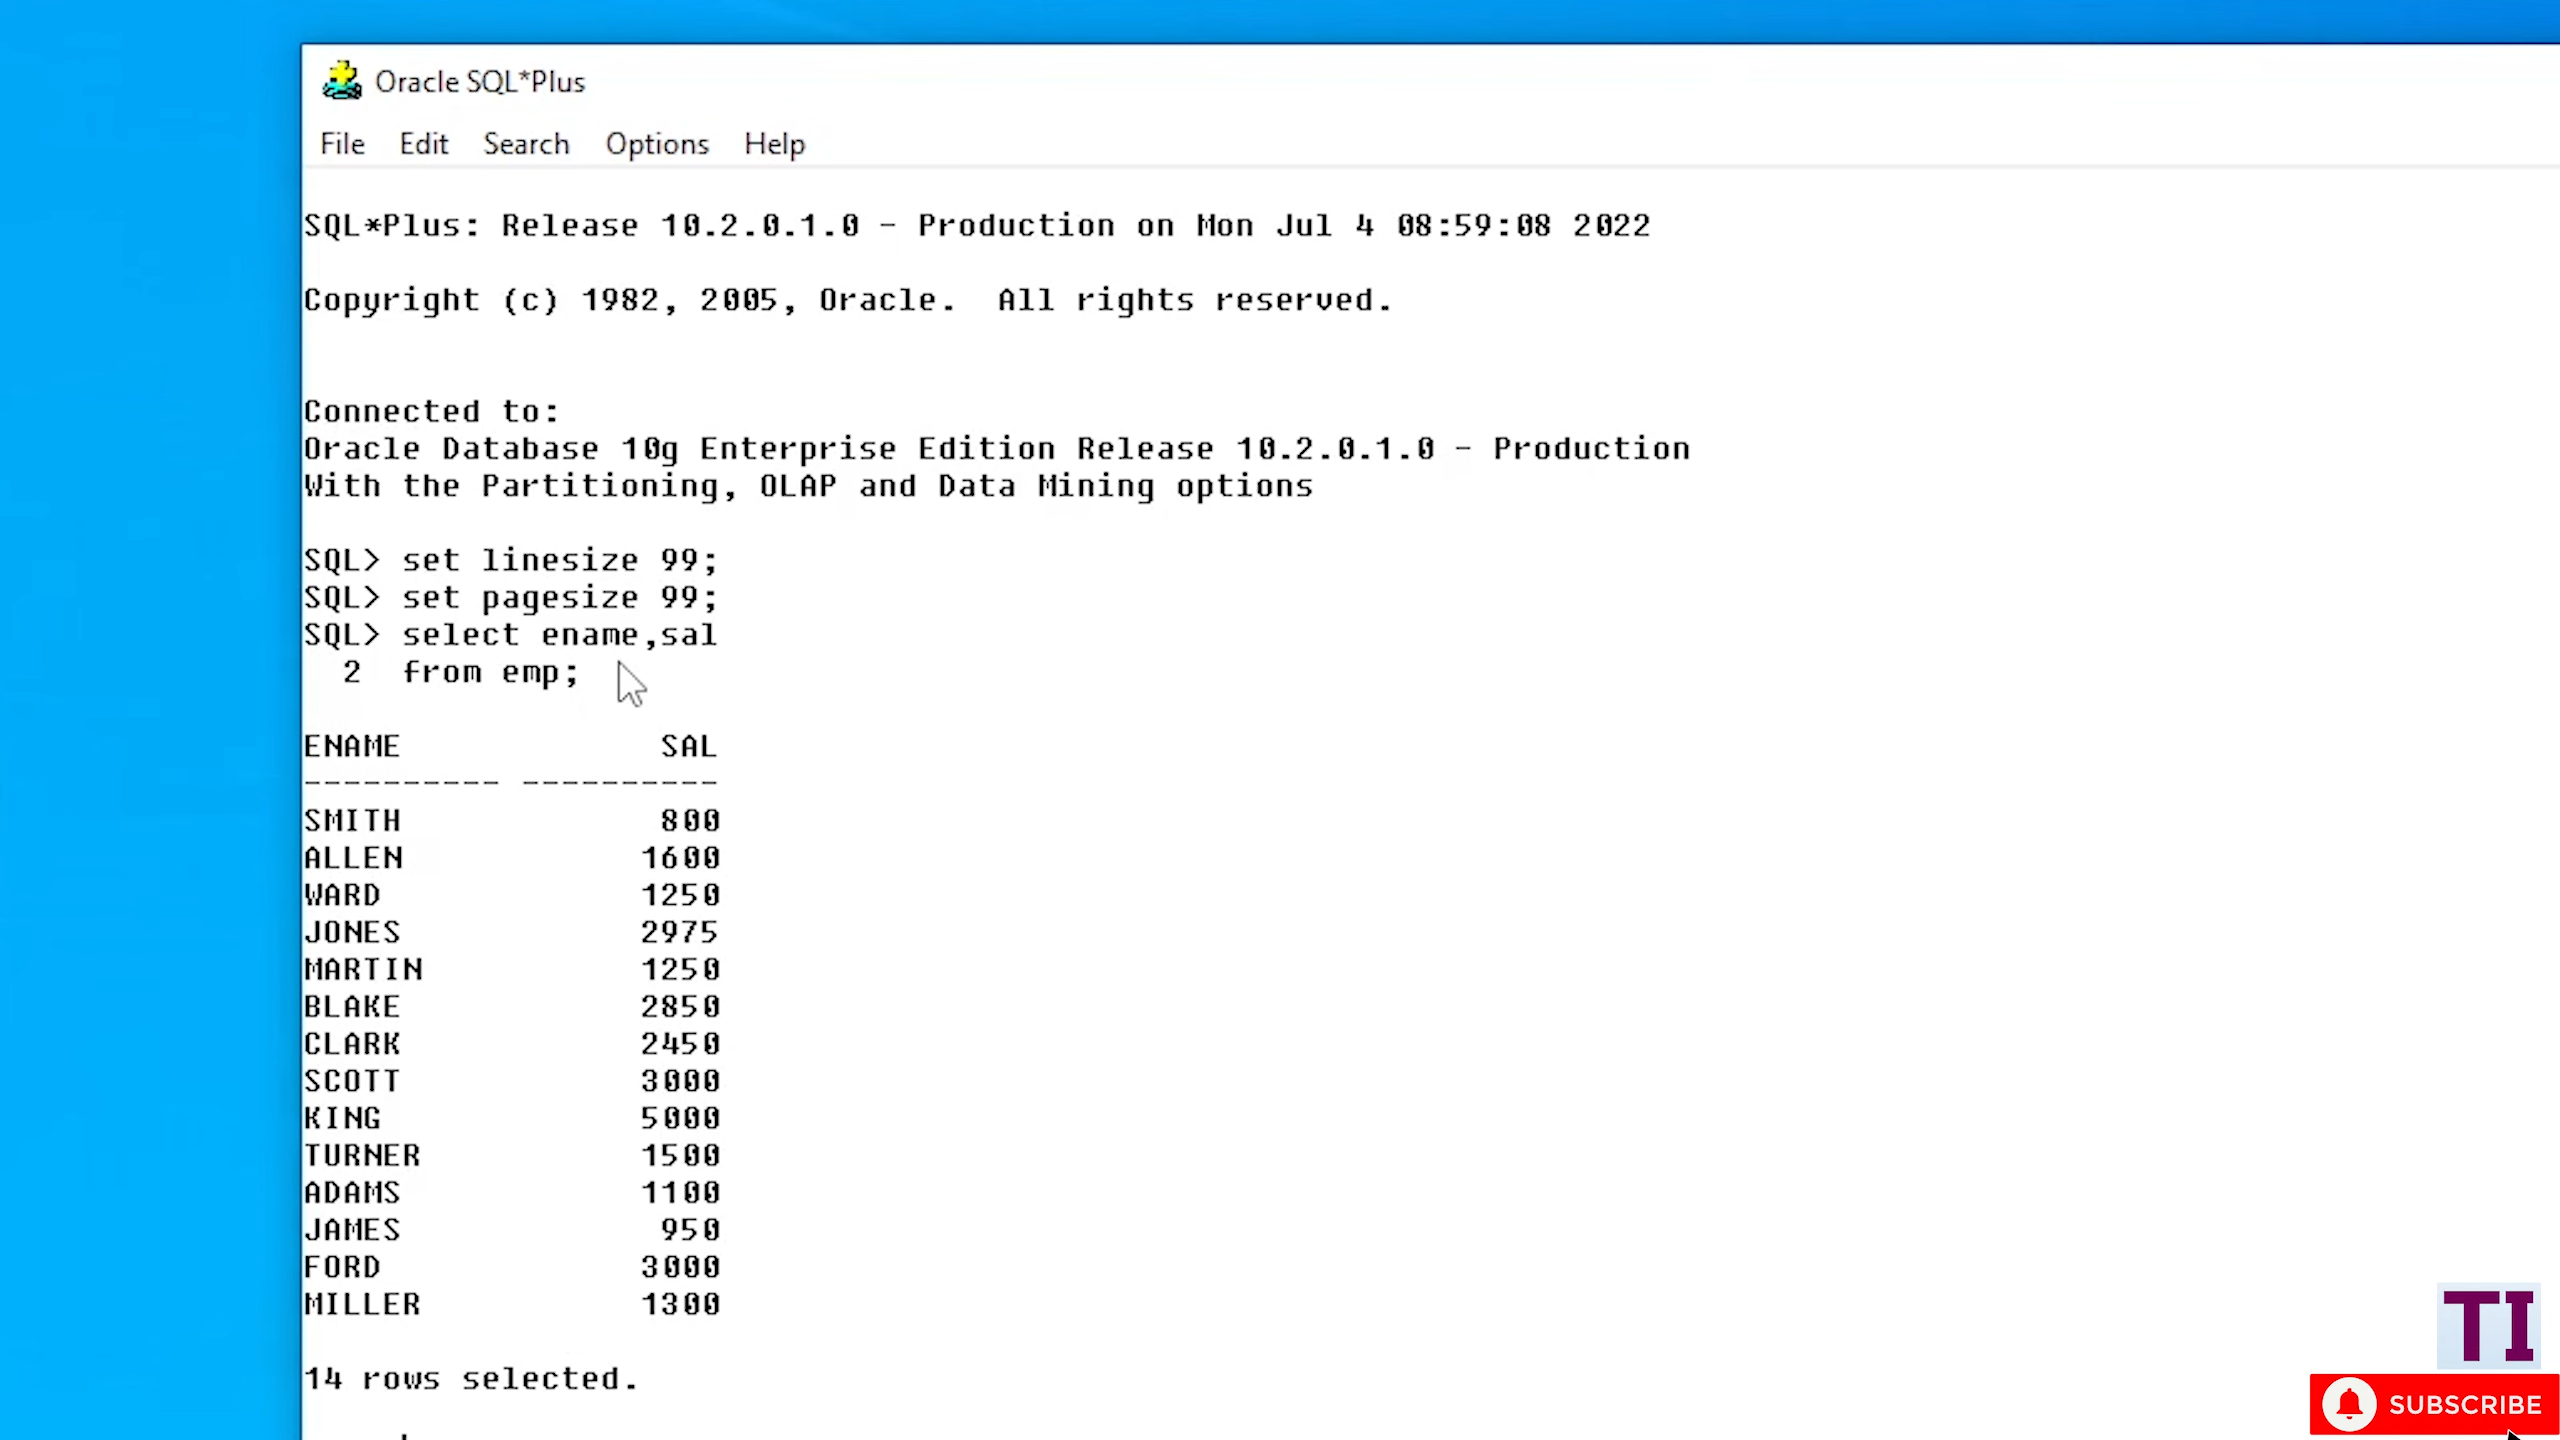 Oracle SQL*Plus
File Edit Search Options Help
SQL*Plus: Release 10.2.0.1.0 - Production on Mon Jul 4 08:59:08 2022
Copyright (c) 1982, 2005, Oracle.  All rights reserved.
Connected to:
Oracle Database 10g Enterprise Edition Release 10.2.0.1.0 - Production
With the Partitioning, OLAP and Data Mining options
SQL> set linesize 99;
SQL> set pagesize 99;
SQL> select ename,sal
2  from emp;
ENAME SAL
---------- ----------
SMITH 800
ALLEN 1600
WARD 1250
JONES 2975
MARTIN 1250
BLAKE 2850
CLARK 2450
SCOTT 3000
KING 5000
TURNER 1500
ADAMS 1100
JAMES 950
FORD 3000
MILLER 1300
14 rows selected.
TI
SUBSCRIBE